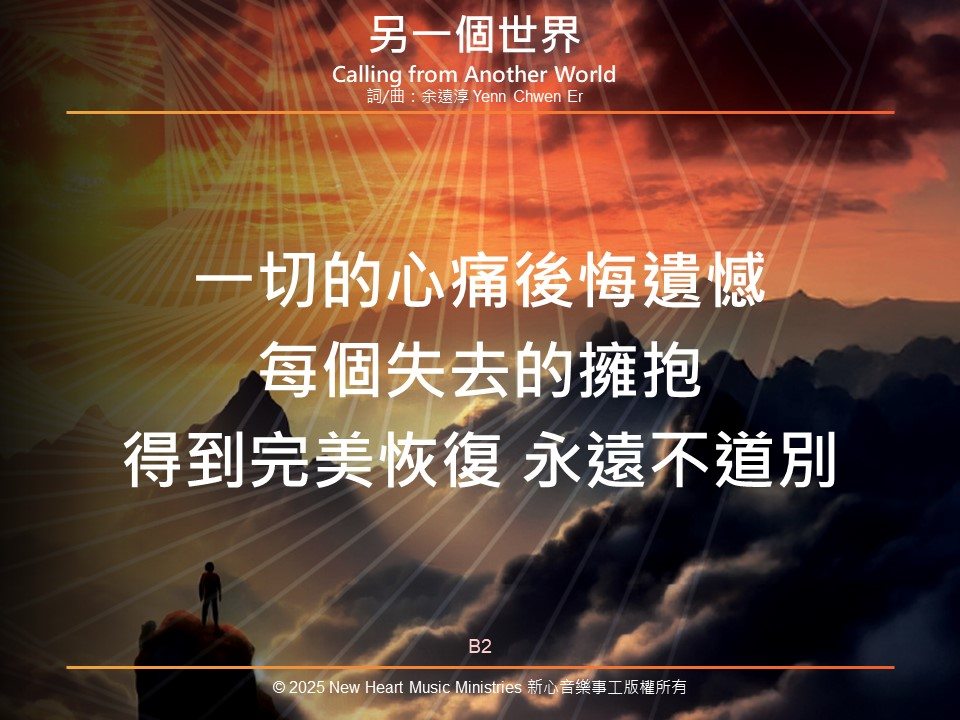 另一個世界
Calling from Another World
詞/曲：余遠淳 Yenn Chwen Er
一切的心痛後悔遺憾
每個失去的擁抱
得到完美恢復 永遠不道別
B2
© 2025 New Heart Music Ministries 新心音樂事工版權所有